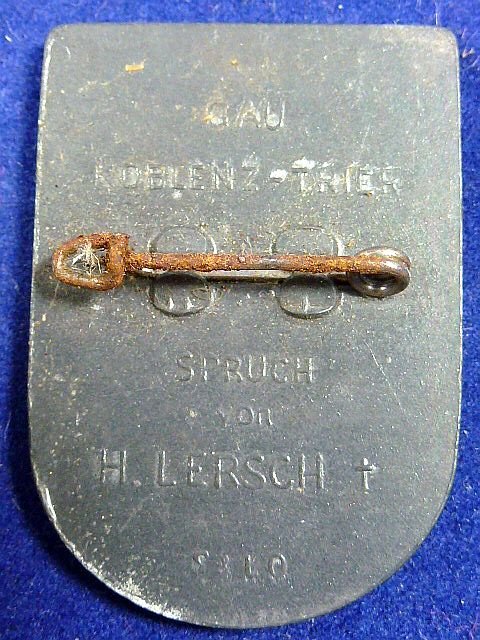 GAU
KOBLENZ-TRIER
SPRUCH
von
H. LERSCH †